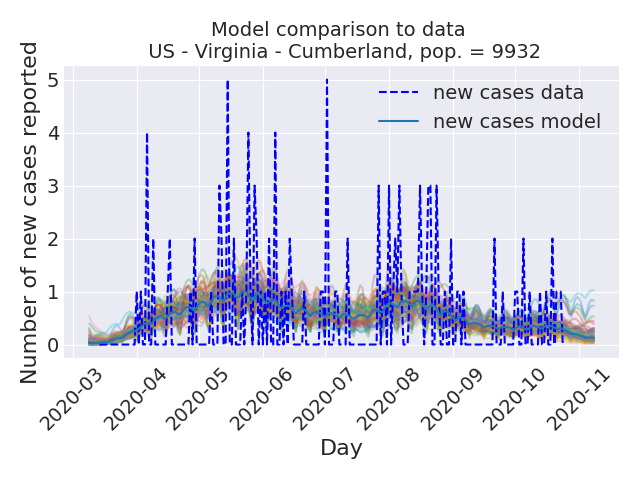 Model comparison to data
US - Virginia - Cumberland, pop. = 9932
Number of new cases reported
5
4
3
2
1
0
new cases data
new cases model
2020-03
2020-04
2020-05
2020-06
2020-07
2020-08
2020-09
2020-10
2020-11
Day